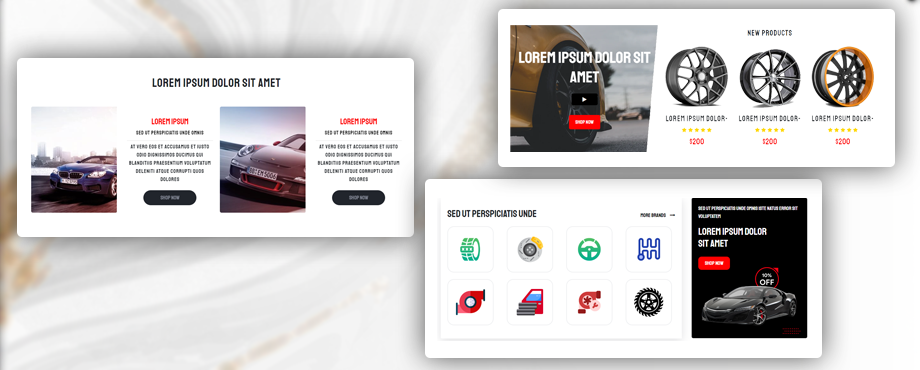 LOREM IPSUM DOLOR SIT AMET
LOREM IPSUM
SED UT PERSPICIATIS UNDE OMNIS
AT VERO EOS ET ACCUSAMUS ET IUSTO
ODIO DIGNISSIMOS DUCIMUS QUI
BLANDITIIS PRAESENTIUM VOLUPTATUM
DELENITI ATQUE CORRUPTI QUOS
DOLORES
SHOP NOW
LOREM IPSUM
SED UT PERSPICIATIS UNDE OMNIS
AT VERO EOS ET ACCUSAMUS ET IUSTO
ODIO DIGNISSIMOS DUCIMUS QUI
BLANDITIIS PRAESENTIUM VOLUPTATUM
DELENITI ATQUE CORRUPTI QUOS
DOLORES
SHOP NOW
LOREM IPSUM DOLOR SIT
AMET
SHOP NOW
NEW PRODUCTS
LOREM IPSUM DOLOR-
$200
LOREM IPSUM DOLOR-
$200
LOREM IPSUM DOLOR-
$200
SED UT PERSPICIATIS UNDE
MORE BRANDS
SED UT PERSPICIATIS UNDE OMNIS ISTE NATUS ERROR SIT
VOLUPTATEM
LOREM IPSUM DOLOR
SIT AMET
SHOP NOW
10%
OFF